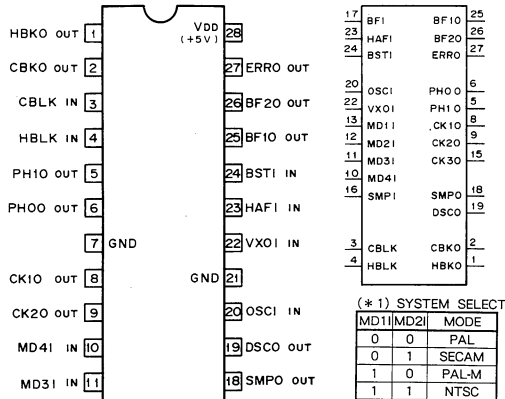 HBKO OUT 1
CBKO OUT 2
CBLK IN 3
HBLK IN 4
PH1O OUT 5
PHOO OUT 6
7 GND
CK1O OUT 8
CK2O OUT 9
MD4I IN 10
MD3I IN 11
VDD
(+5V) 28
27 ERRO OUT
26 BF2O OUT
25 BF1O OUT
24 BSTI IN
23 HAFI IN
22 VXOI IN
GND 21
20 OSCI IN
19 DSCO OUT
18 SMPO OUT
17 BFI BF1O 25
23 HAFI BF2O 26
24 BSTI ERRO 27
20 OSCI PHOO 6
22 VXOI PH1O 5
13 MD1I CK1O 8
12 MD2I CK2O 9
11 MD3I CK3O 15
10 MD4I
16 SMPI SMPO 18
DSCO 19
3 CBLK CBKO 2
4 HBLK HBKO 1
(*1) SYSTEM SELECT
MD1I MD2I MODE
0 0 PAL
0 1 SECAM
1 0 PAL-M
1 1 NTSC